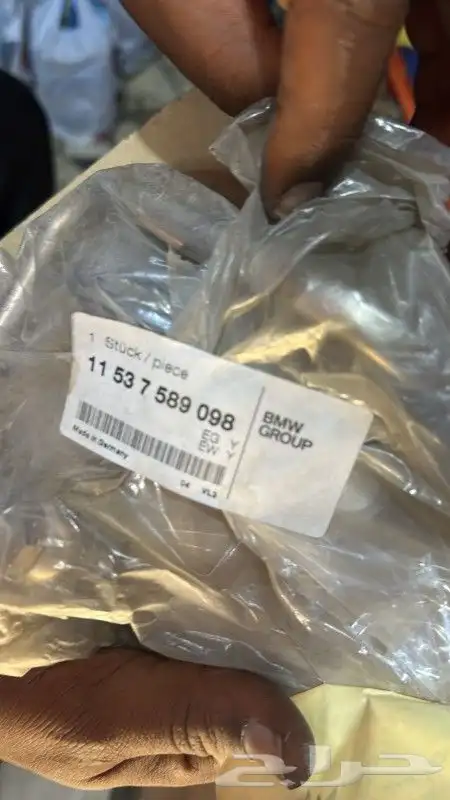 1 Stück / piece
11 53 7 589 098
EG Y
EW Y
Made in Germany
04 VL3
BMW
GROUP
حراج